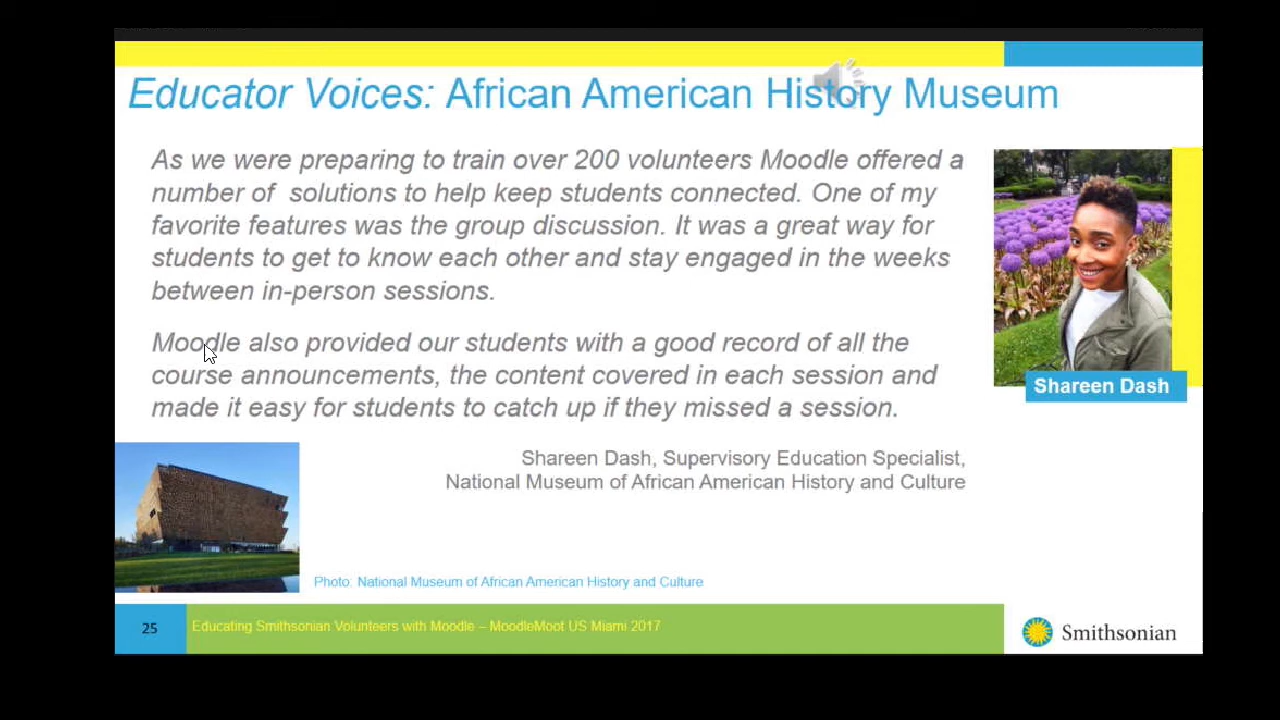 Educator Voices: African American History Museum
As we were preparing to train over 200 volunteers Moodle offered a
number of solutions to help keep students connected. One of my
favorite features was the group discussion. It was a great way for
students to get to know each other and stay engaged in the weeks
between in-person sessions.
Moodle also provided our students with a good record of all the
course announcements, the content covered in each session and
made it easy for students to catch up if they missed a session.
Shareen Dash
Shareen Dash, Supervisory Education Specialist,
National Museum of African American History and Culture
Photo: National Museum of African American History and Culture
25
Educating Smithsonian Volunteers with Moodle – MoodleMoot US Miami 2017
Smithsonian